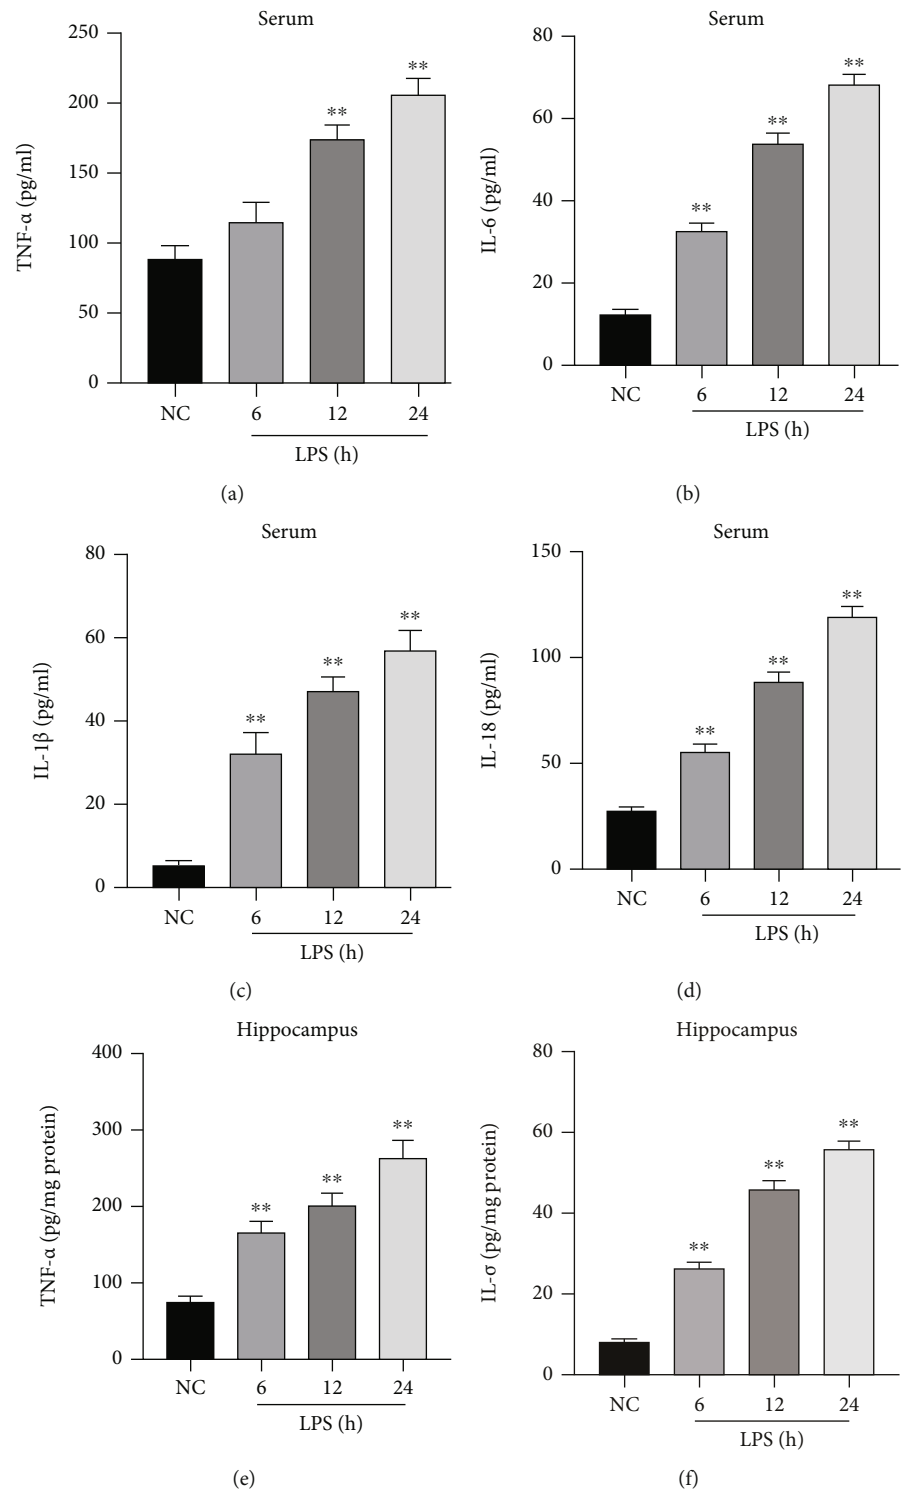 Serum
TNF-α (pg/ml)
250
200
150
100
50
0
**
**
NC
6
12
24
LPS (h)
(a)
Serum
IL-6 (pg/ml)
80
60
40
20
0
**
**
**
NC
6
12
24
LPS (h)
(b)
Serum
IL-1β (pg/ml)
80
60
40
20
0
**
**
**
NC
6
12
24
LPS (h)
(c)
Serum
IL-18 (pg/ml)
150
100
50
0
**
**
**
NC
6
12
24
LPS (h)
(d)
Hippocampus
TNF-α (pg/mg protein)
400
300
200
100
0
**
**
**
NC
6
12
24
LPS (h)
(e)
Hippocampus
IL-σ (pg/mg protein)
80
60
40
20
0
**
**
**
NC
6
12
24
LPS (h)
(f)